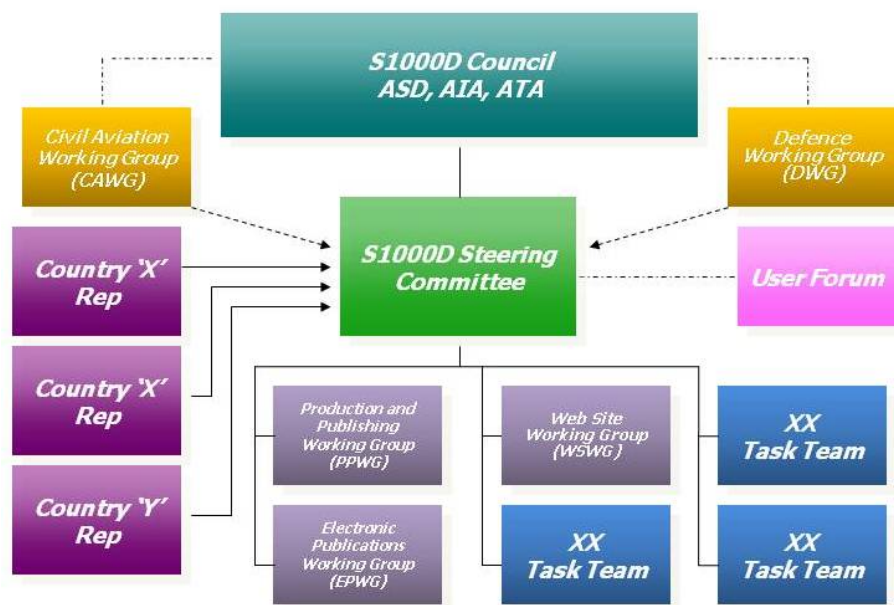 S1000D Council
ASD, AIA, ATA
Civil Aviation
Working Group
(CAWG)
Defence
Working Group
(DWG)
Country ‘X’
Rep
S1000D Steering
Committee
User Forum
Country ‘X’
Rep
Production and
Publishing
Working Group
(PPWG)
Web Site
Working Group
(WSWG)
XX
Task Team
Country ‘Y’
Rep
Electronic
Publications
Working Group
(EPWG)
XX
Task Team
XX
Task Team